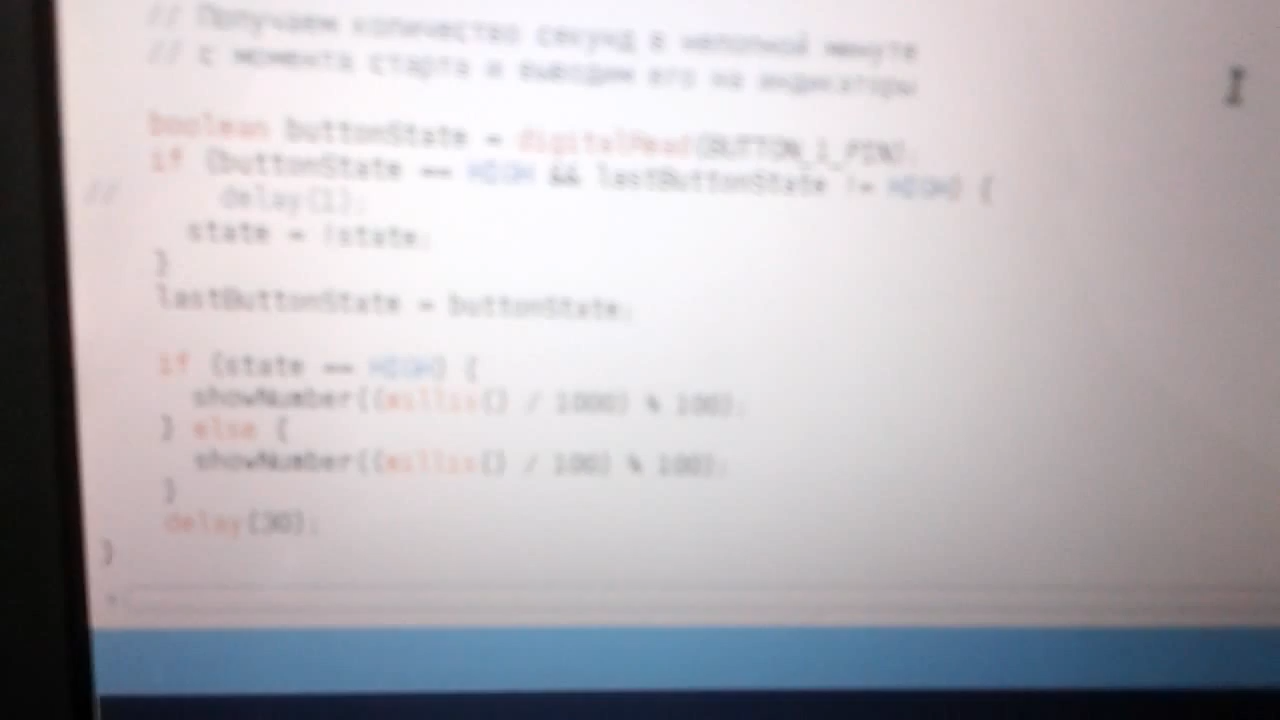 // Получаем количество секунд в неполной минуте
// с момента старта и выводим его на индикаторы
boolean buttonState = digitalRead(BUTTON_1_PIN);
if (buttonState == HIGH && lastButtonState != HIGH) {
// delay(1);
state = !state;
}
lastButtonState = buttonState;
if (state == HIGH) {
showNumber((millis() / 1000) % 100);
} else {
showNumber((millis() / 100) % 100);
}
delay(30);
}